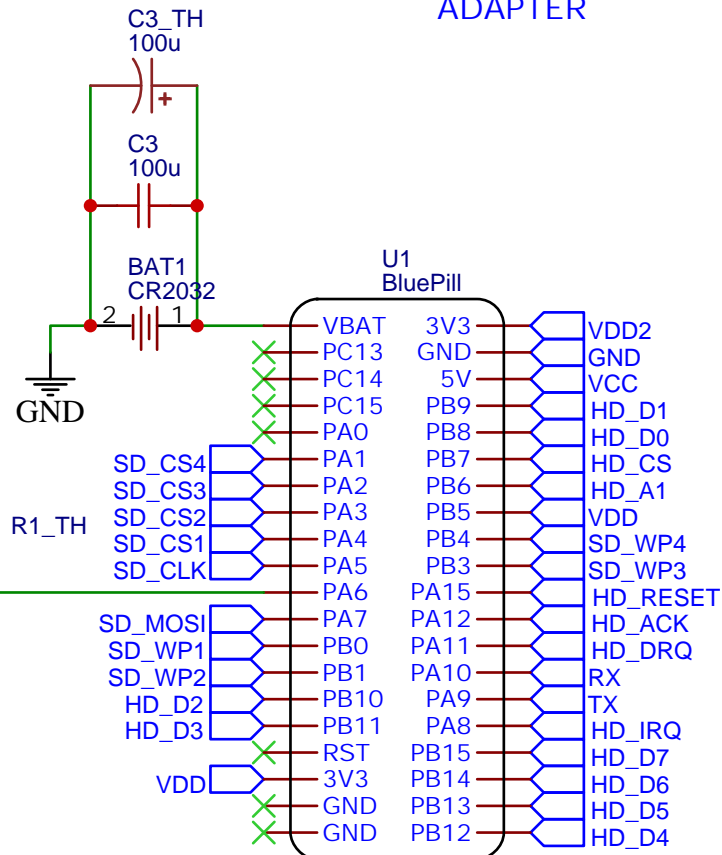 ADAPTER
C3_TH
100u
C3
100u
BAT1
CR2032
2 1
GND
U1
BluePill
VBAT 3V3 VDD2
PC13 GND GND
PC14 5V VCC
PC15 PB9 HD_D1
PA0 PB8 HD_D0
SD_CS4 PA1 PB7 HD_CS
SD_CS3 PA2 PB6 HD_A1
SD_CS2 PA3 PB5 VDD
R1_TH
SD_CS1 PA4 PB4 SD_WP4
SD_CLK PA5 PB3 SD_WP3
PA6 PA15 HD_RESET
SD_MOSI PA7 PA12 HD_ACK
SD_WP1 PB0 PA11 HD_DRQ
SD_WP2 PB1 PA10 RX
HD_D2 PB10 PA9 TX
HD_D3 PB11 PA8 HD_IRQ
RST PB15 HD_D7
VDD 3V3 PB14 HD_D6
GND PB13 HD_D5
GND PB12 HD_D4